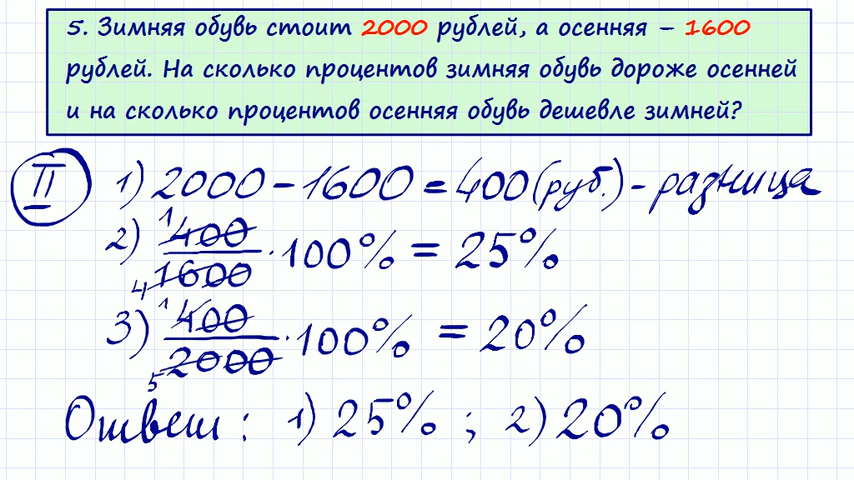 5. Зимняя обувь стоит 2000 рублей, а осенняя – 1600
рублей. На сколько процентов зимняя обувь дороже осенней
и на сколько процентов осенняя обувь дешевле зимней?
II 1) 2000 - 1600 = 400 (руб.) - разница
2) 1 400 / 4 1600 · 100% = 25%
3) 1 400 / 5 2000 · 100% = 20%
Ответ: 1) 25% ; 2) 20%